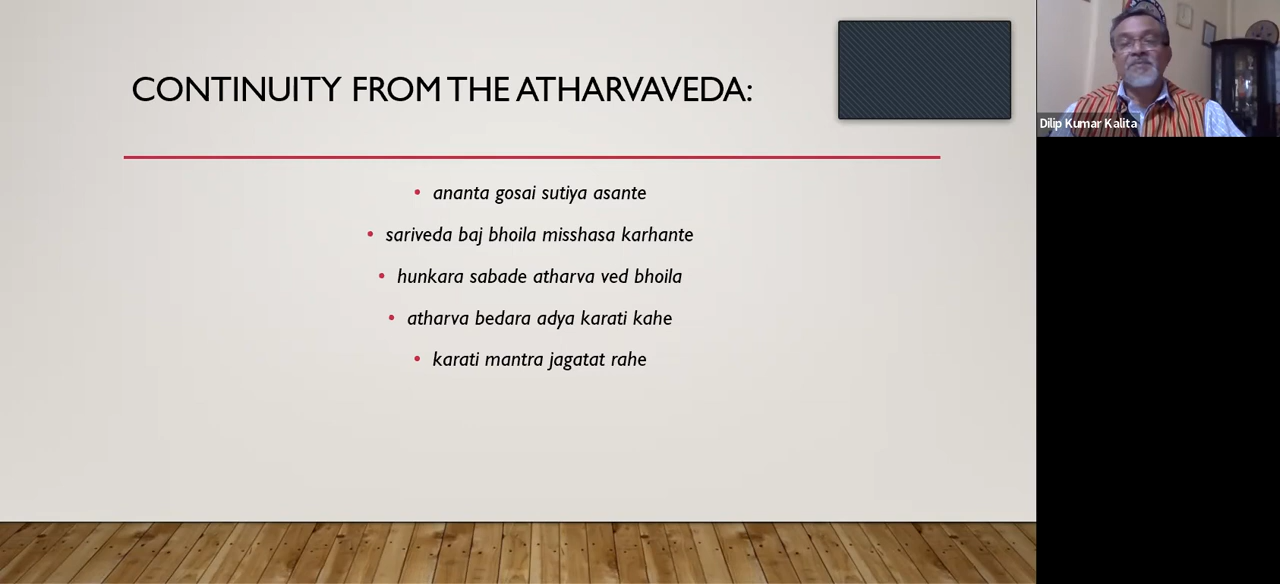 CONTINUITY FROM THE ATHARVAVEDA:
Dilip Kumar Kalita
• ananta gosai sutiya asante
• sariveda baj bhoila misshasa karhante
• hunkara sabade atharva ved bhoila
• atharva bedara adya karati kahe
• karati mantra jagatat rahe